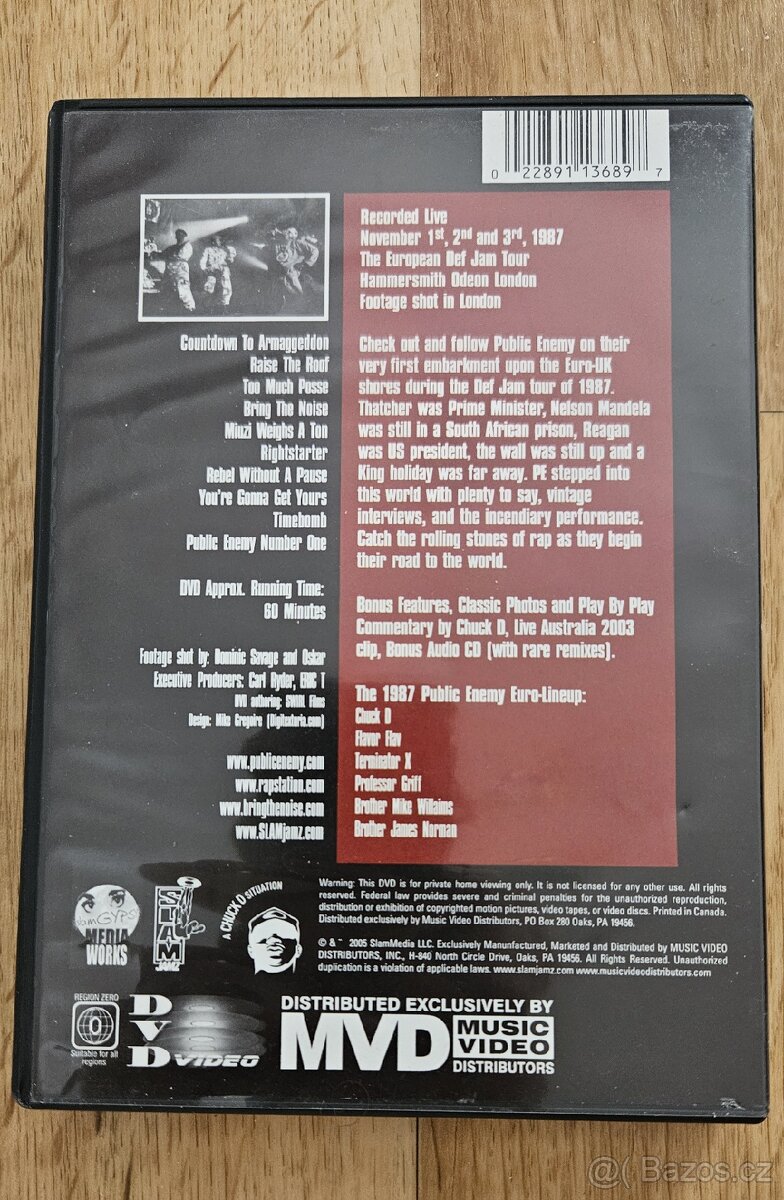 0 22891 13689 7
Recorded Live
November 1st, 2nd and 3rd, 1987
The European Def Jam Tour
Hammersmith Odeon London
Footage shot in London
Countdown To Armaggeddon
Raise The Roof
Too Much Posse
Bring The Noise
Miuzi Weighs A Ton
Rightstarter
Rebel Without A Pause
You're Gonna Get Yours
Timebomb
Public Enemy Number One
DVD Approx. Running Time:
60 Minutes
Footage shot by: Dominic Savage and Oskar
Executive Producers: Carl Ryder, ERIC T
DVD authoring: SWIRL Films
Design: Mike Gregoire (Digitaldoria.com)
www.publicenemy.com
www.rapstation.com
www.bringthenoise.com
www.SLAMjamz.com
Check out and follow Public Enemy on their
very first embarkment upon the Euro-UK
shores during the Def Jam tour of 1987.
Thatcher was Prime Minister, Nelson Mandela
was still in a South African prison, Reagan
was US president, the wall was still up and a
King holiday was far away. PE stepped into
this world with plenty to say, vintage
interviews, and the incendiary performance.
Catch the rolling stones of rap as they begin
their road to the world.
Bonus Features, Classic Photos and Play By Play
Commentary by Chuck D, Live Australia 2003
clip, Bonus Audio CD (with rare remixes).
The 1987 Public Enemy Euro-Lineup:
Chuck D
Flavor Flav
Terminator X
Professor Griff
Brother Mike Williams
Brother James Norman
GYPSY
MEDIA
WORKS
SLAM
JAMZ
A CHUCK D SITUATION
Warning: This DVD is for private home viewing only. It is not licensed for any other use. All rights
reserved. Federal law provides severe and criminal penalties for the unauthorized reproduction,
distribution or exhibition of copyrighted motion pictures, video tapes, or video discs. Printed in Canada.
Distributed exclusively by Music Video Distributors, PO Box 280 Oaks, PA 19456.
© & ™ 2005 SlamMedia LLC. Exclusively Manunfactured, Marketed and Distributed by MUSIC VIDEO
DISTRIBUTORS, INC., H-840 North Circle Drive, Oaks, PA 19456. All Rights Reserved. Unauthorized
duplication is a violation of applicable laws. www.slamjamz.com www.musicvideodistributors.com
REGION ZERO
0
Suitable for all
regions
DVD
VIDEO
DISTRIBUTED EXCLUSIVELY BY
MVD
MUSIC
VIDEO
DISTRIBUTORS
@( Bazos.cz